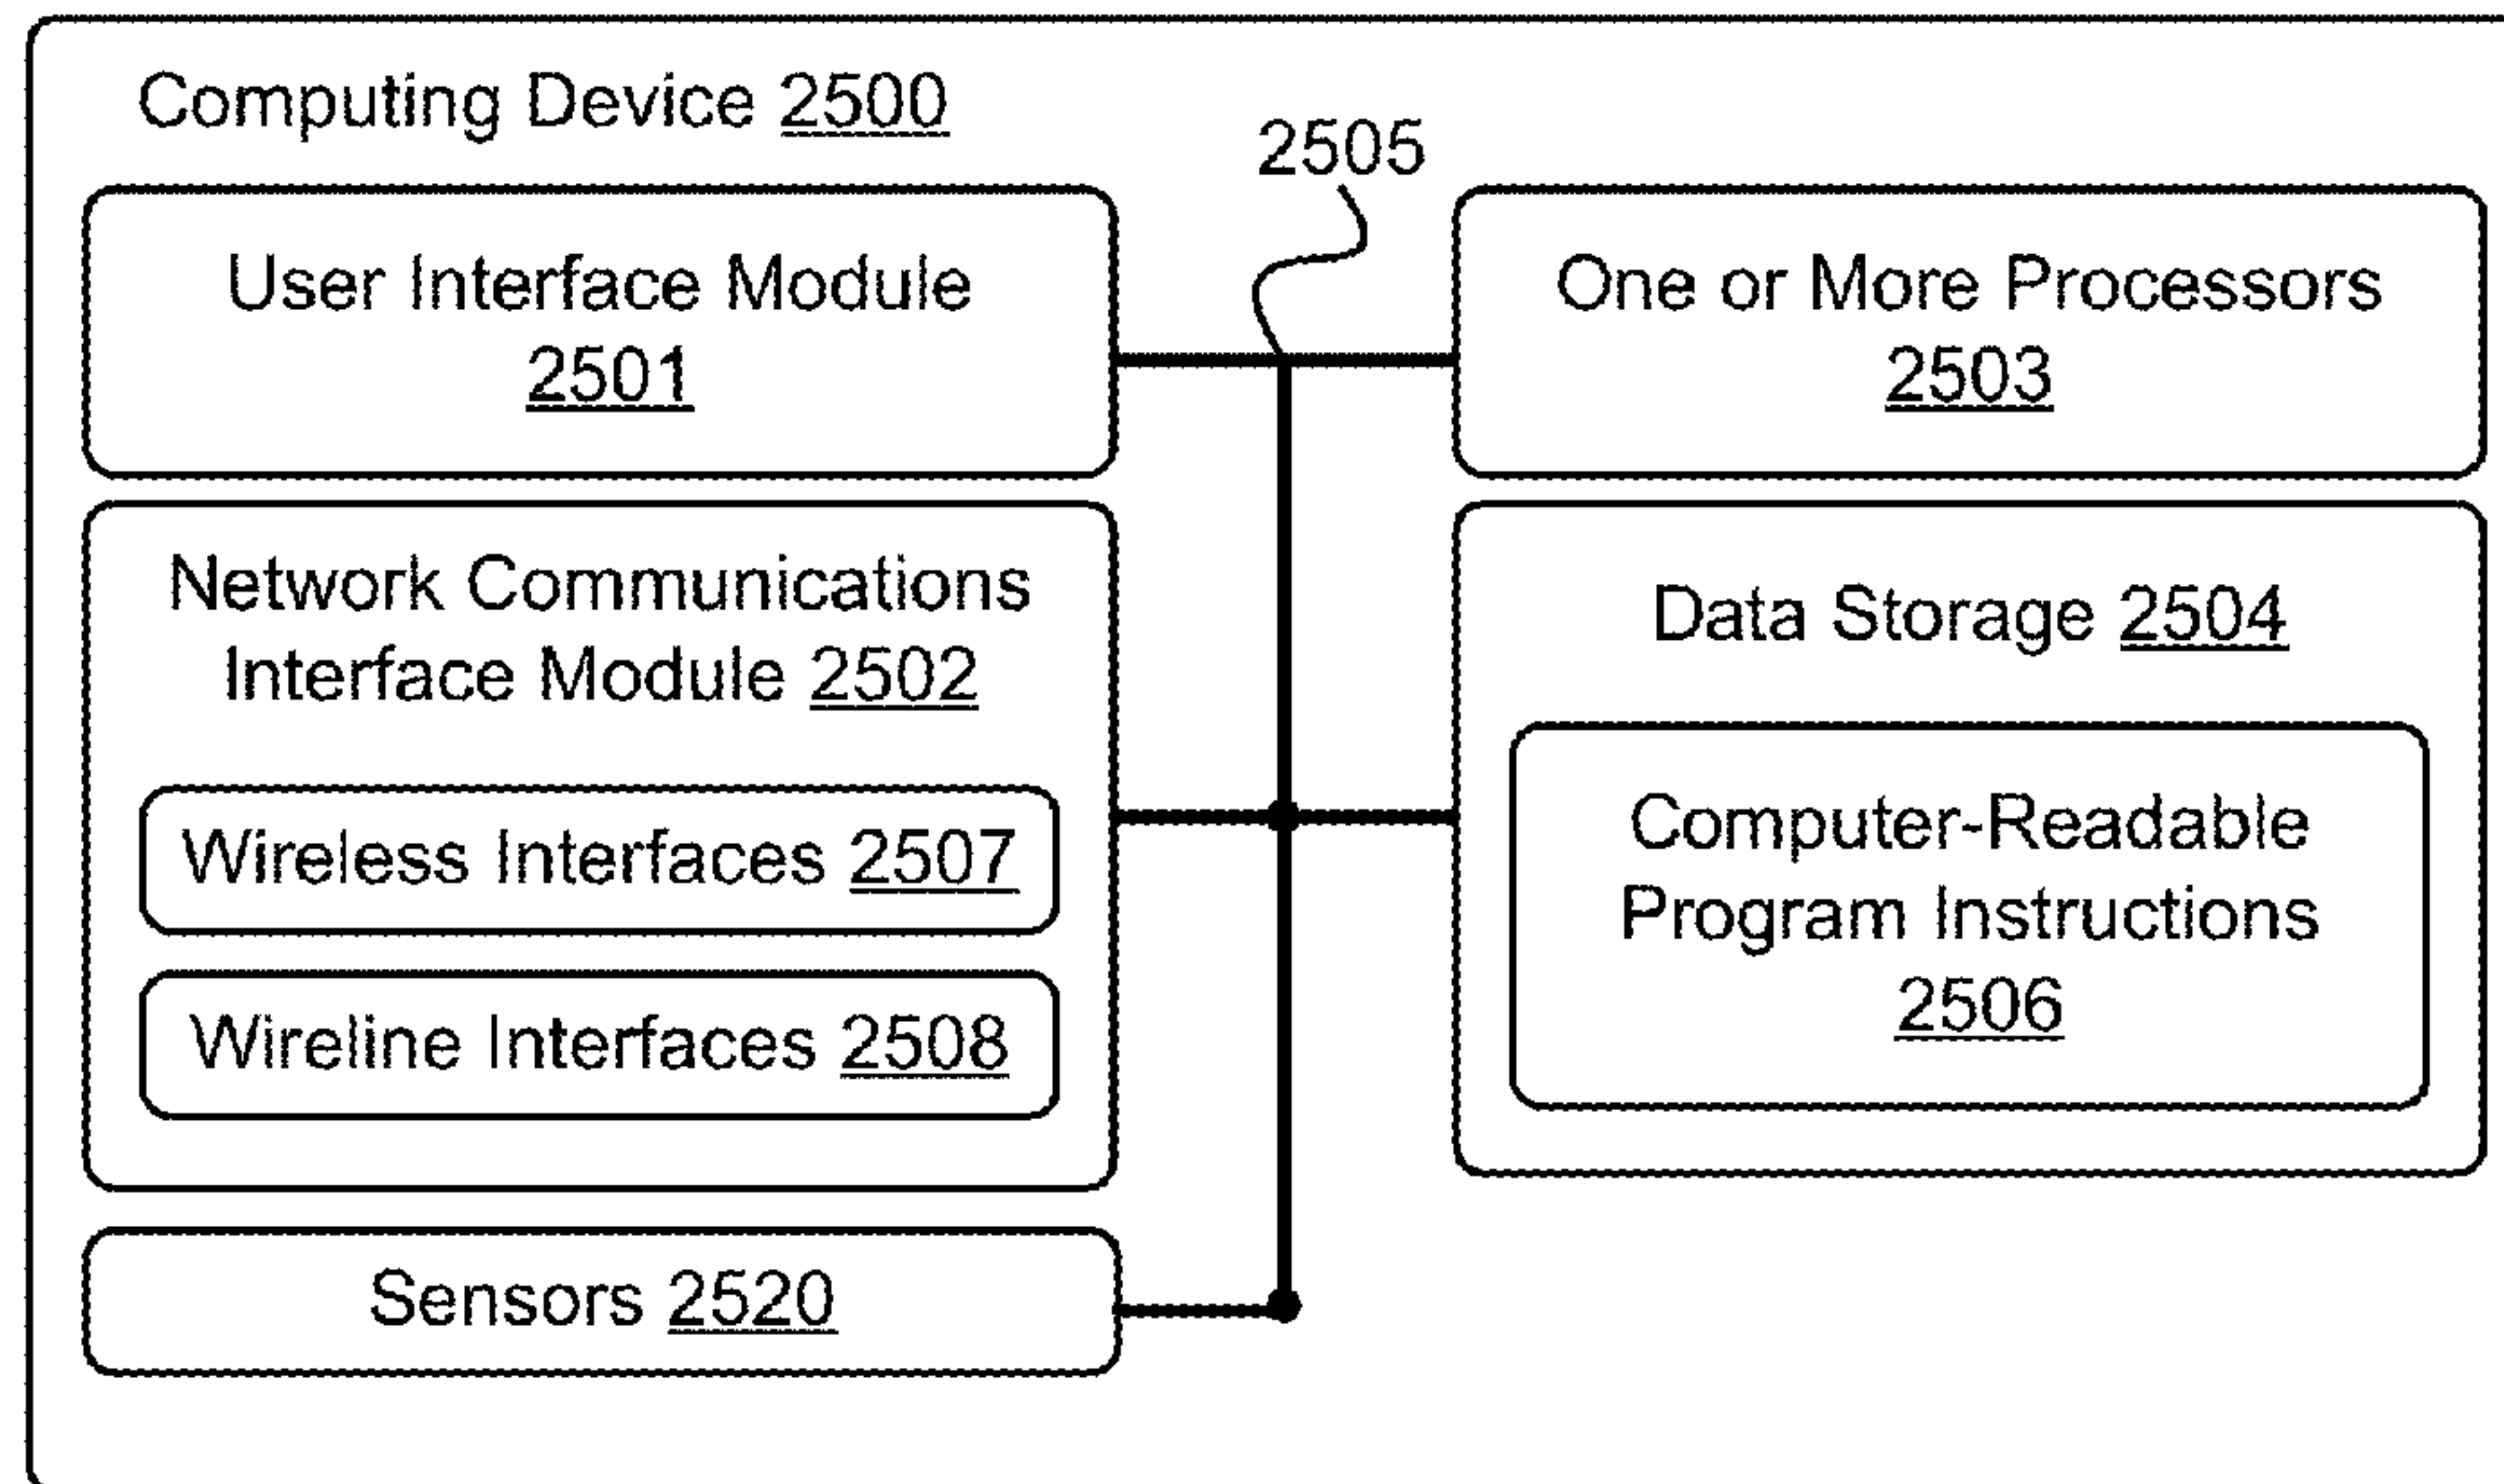 Computing Device 2500
2505
User Interface Module
2501
One or More Processors
2503
Network Communications
Interface Module 2502
Wireless Interfaces 2507
Wireline Interfaces 2508
Data Storage 2504
Computer-Readable
Program Instructions
2506
Sensors 2520